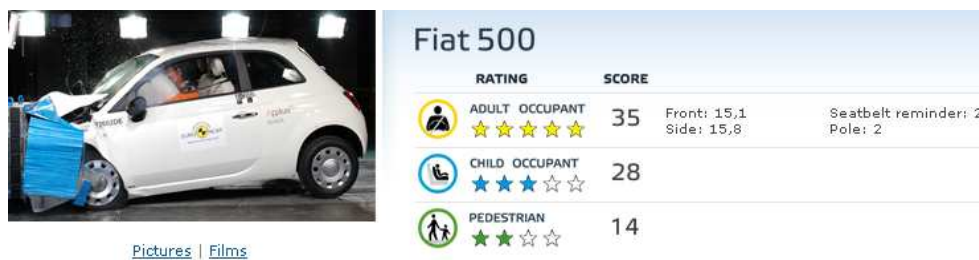 Fiat 500
RATING SCORE
ADULT OCCUPANT 35 Front: 15,1 Seatbelt reminder: 2
Side: 15,8 Pole: 2
CHILD OCCUPANT 28
PEDESTRIAN 14
Pictures | Films